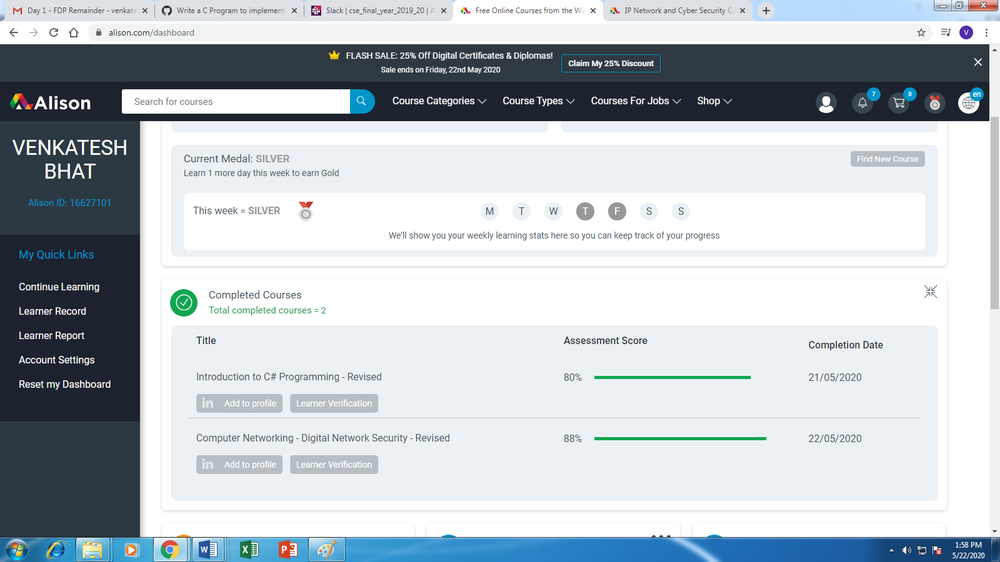 Day 1 - FDP Remainder - venkate
Write a C Program to implement
Slack | cse_final_year_2019_20 | A
Free Online Courses from the Wo
IP Network and Cyber Security C
alison.com/dashboard
V
FLASH SALE: 25% Off Digital Certificates & Diplomas!
Sale ends on Friday, 22nd May 2020
Claim My 25% Discount
Alison
Search for courses
Course Categories
Course Types
Courses For Jobs
Shop
7
0
en
VENKATESH
BHAT
Alison ID: 16627101
My Quick Links
Continue Learning
Learner Record
Learner Report
Account Settings
Reset my Dashboard
Current Medal: SILVER
Find New Course
Learn 1 more day this week to earn Gold
This week = SILVER
M T W T F S S
We'll show you your weekly learning stats here so you can keep track of your progress
Completed Courses
Total completed courses = 2
Title Assessment Score Completion Date
Introduction to C# Programming - Revised 80% 21/05/2020
in Add to profile Learner Verification
Computer Networking - Digital Network Security - Revised 88% 22/05/2020
in Add to profile Learner Verification
1:58 PM
5/22/2020